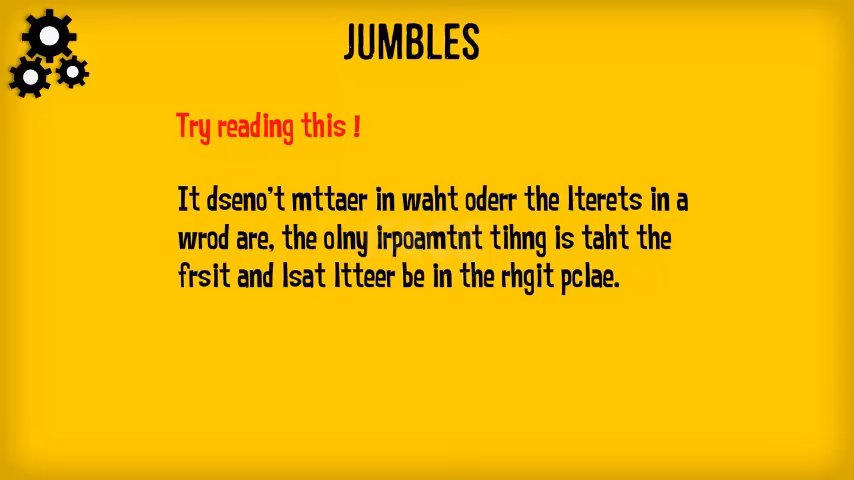 JUMBLES
Try reading this !
It dseno't mttaer in waht oderr the lterets in a
wrod are, the olny irpoamtnt tihng is taht the
frsit and lsat ltteer be in the rhgit pclae.